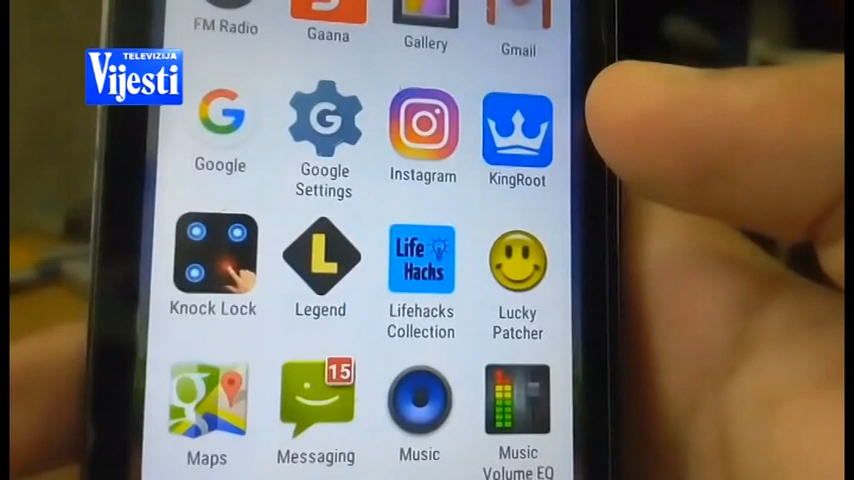 FM Radio
Gaana
Gallery
Gmail
TELEVIZIJA
Vijesti
G
Google
Google
Settings
Instagram
KingRoot
L
Life
Hacks
Knock Lock
Legend
Lifehacks
Collection
Lucky
Patcher
g
15
Maps
Messaging
Music
Music
Volume EQ